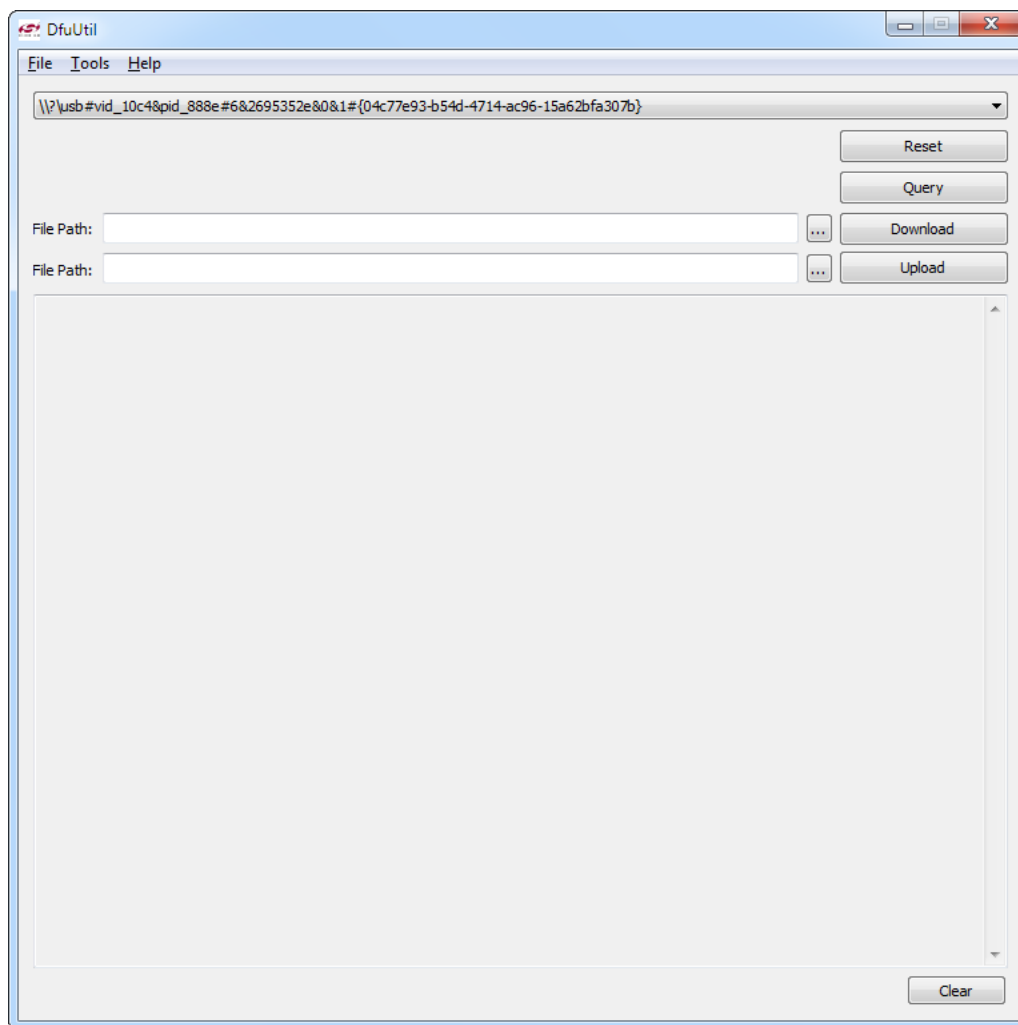 DfuUtil
File Tools Help
\\?\usb#vid_10c4&pid_888e#6&2695352e&0&1#{04c77e93-b54d-4714-ac96-15a62bfa307b}
Reset
Query
File Path: ... Download
File Path: ... Upload
Clear